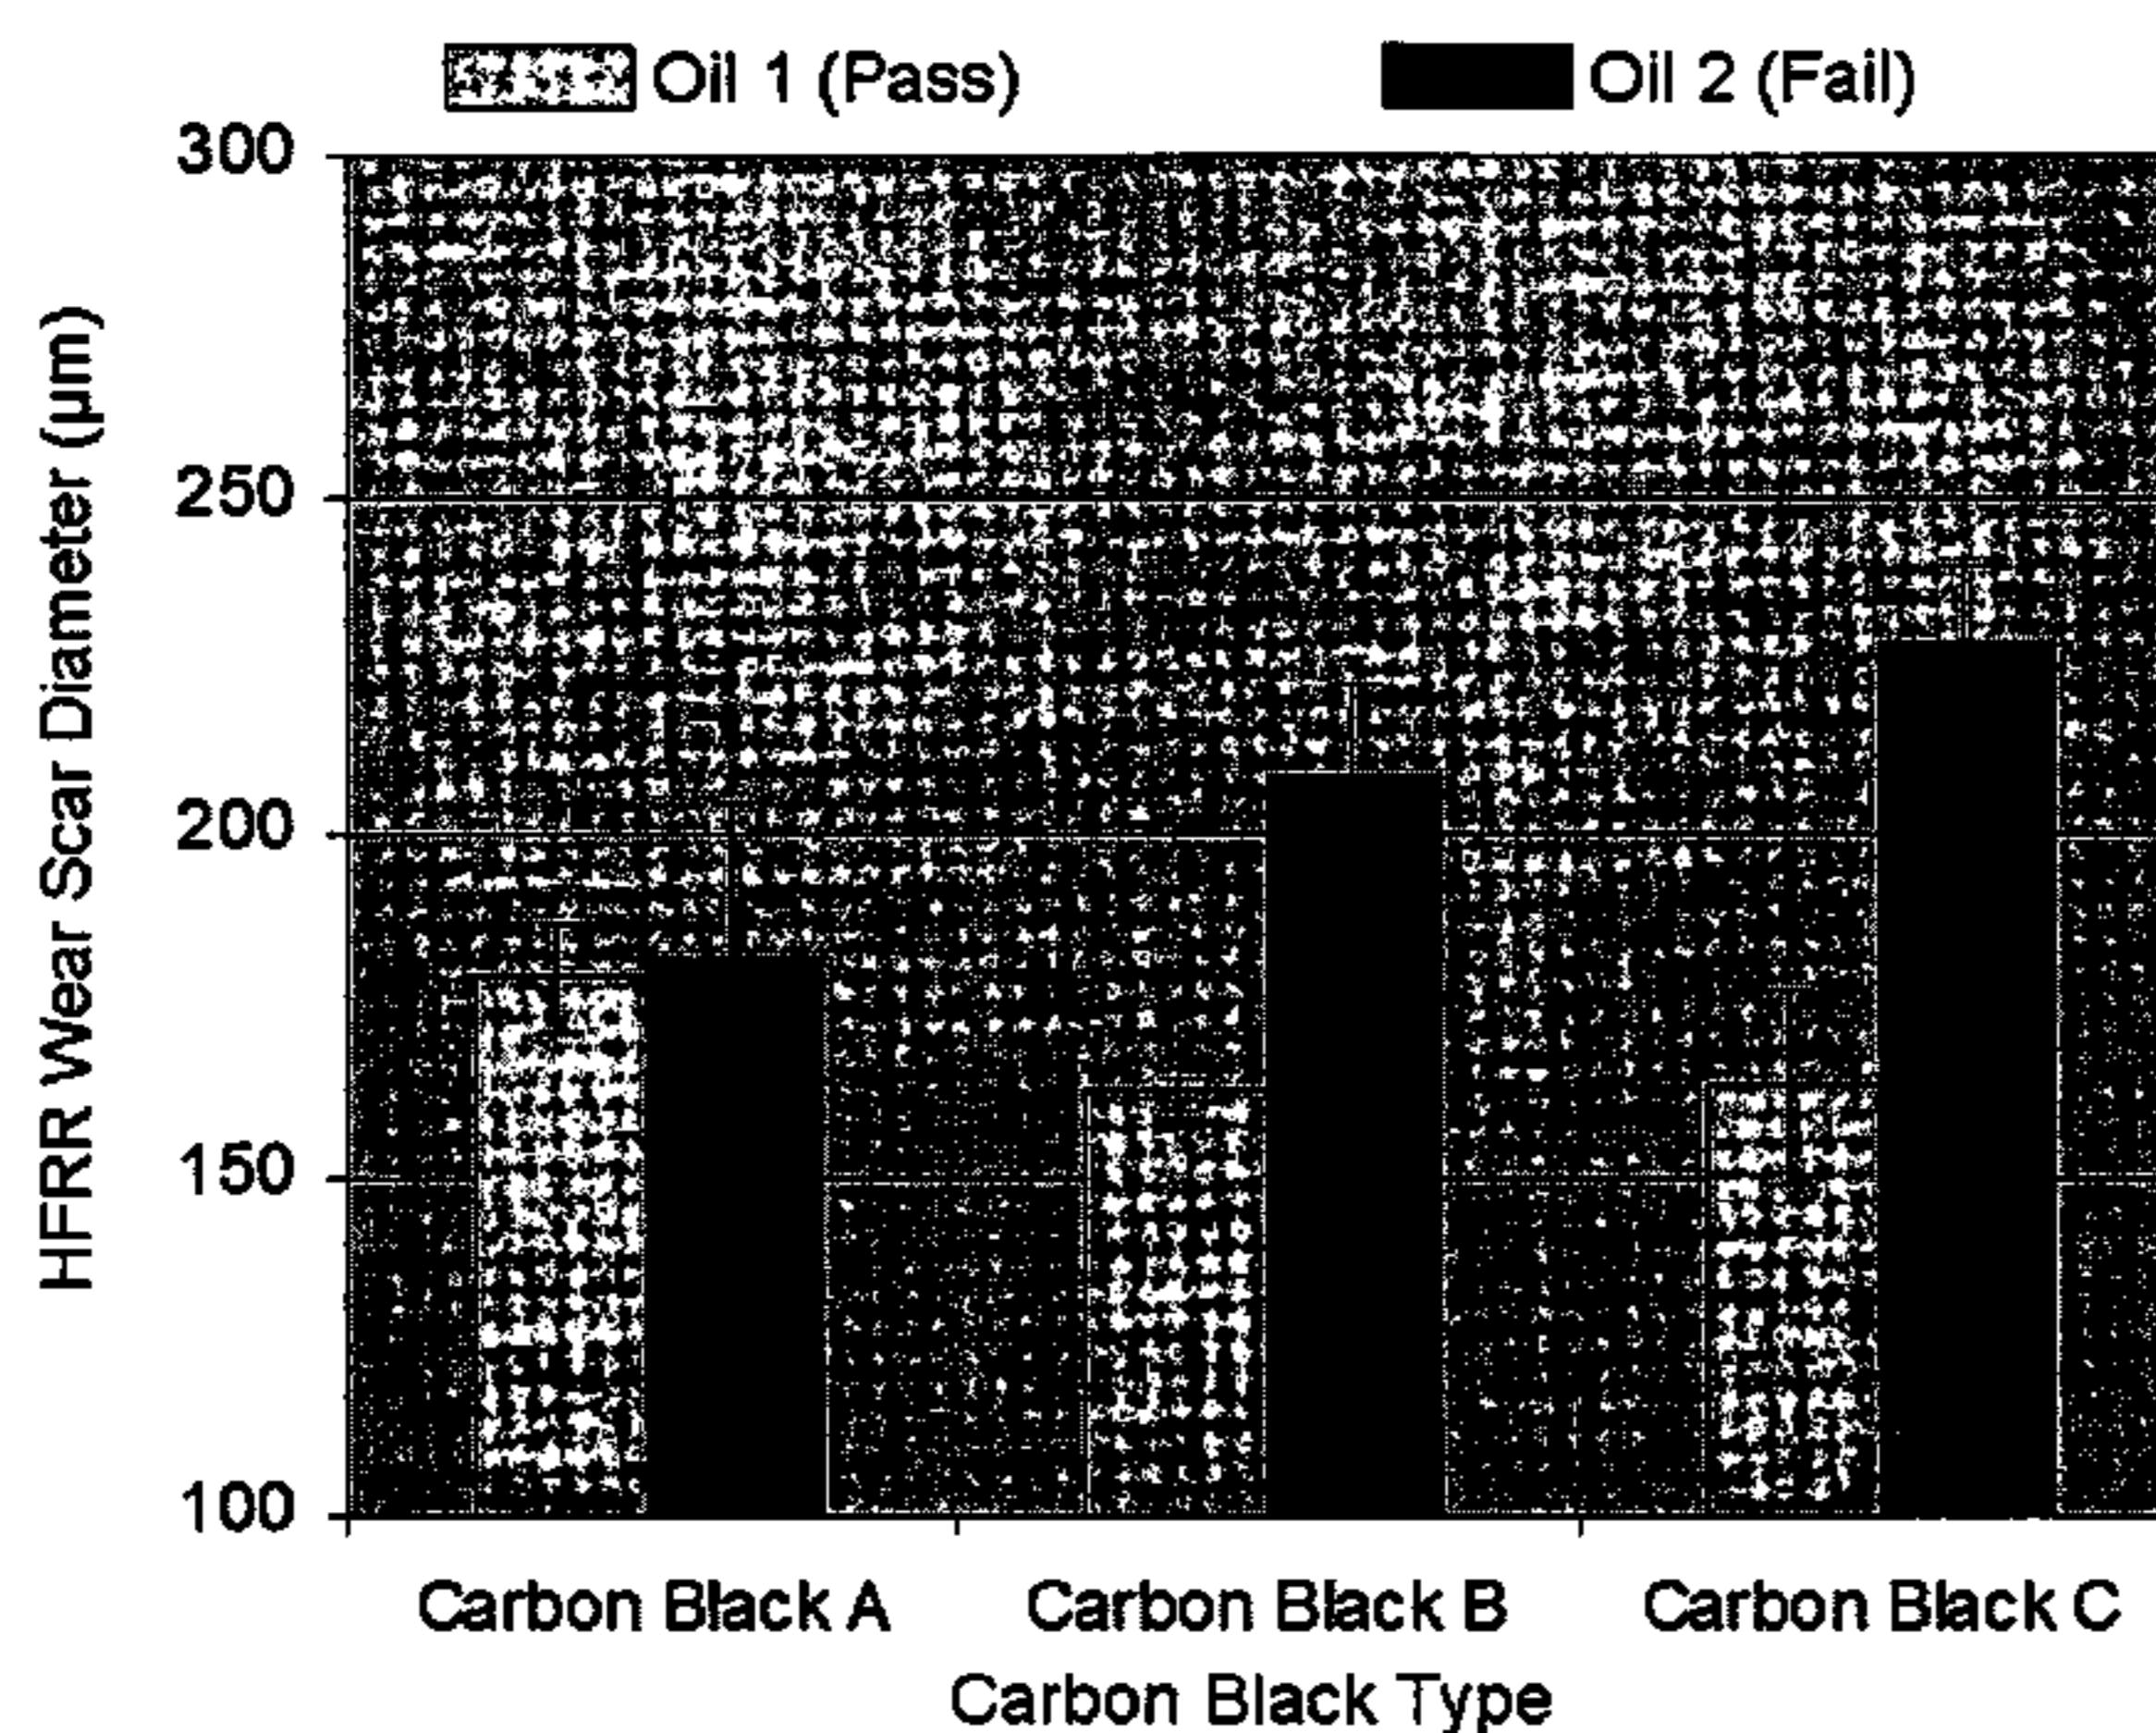 Oil 1 (Pass)
Oil 2 (Fail)
HFRR Wear Scar Diameter (µm)
300
250
200
150
100
Carbon Black A
Carbon Black B
Carbon Black C
Carbon Black Type